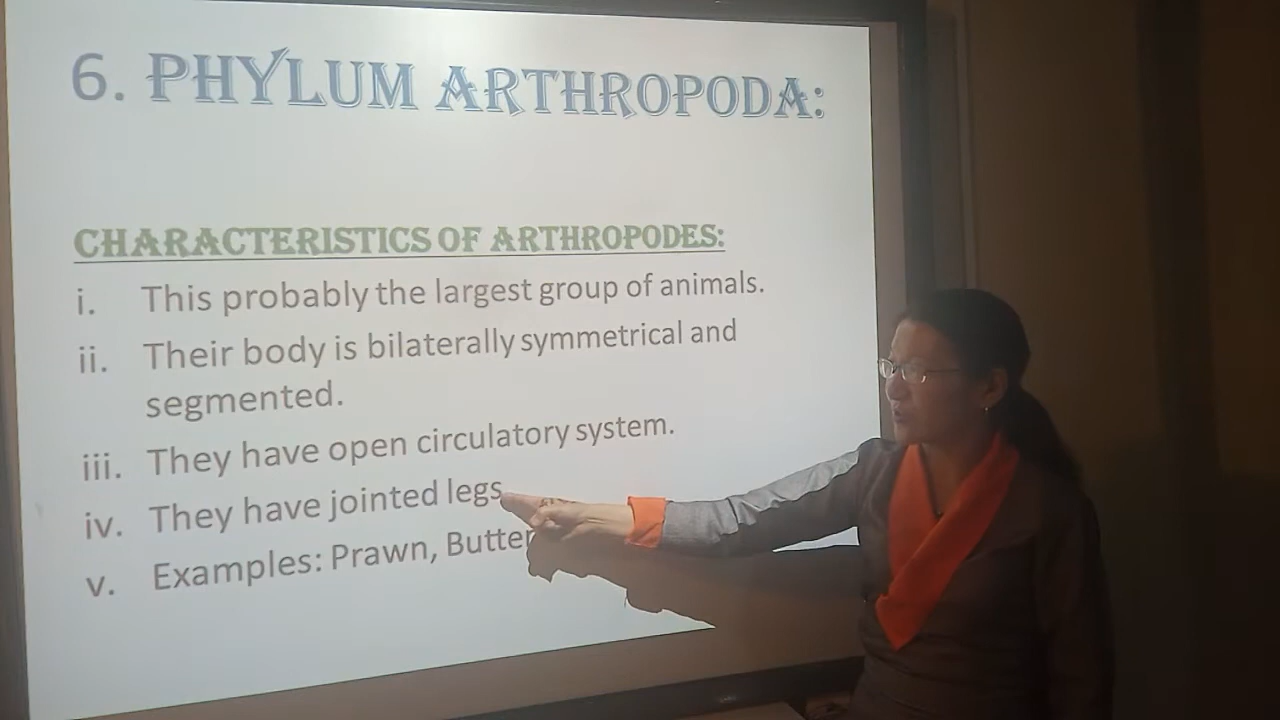 6. PHYLUM ARTHROPODA:
CHARACTERISTICS OF ARTHROPODES:
i. This probably the largest group of animals.
ii. Their body is bilaterally symmetrical and
segmented.
iii. They have open circulatory system.
iv. They have jointed legs
v. Examples: Prawn,